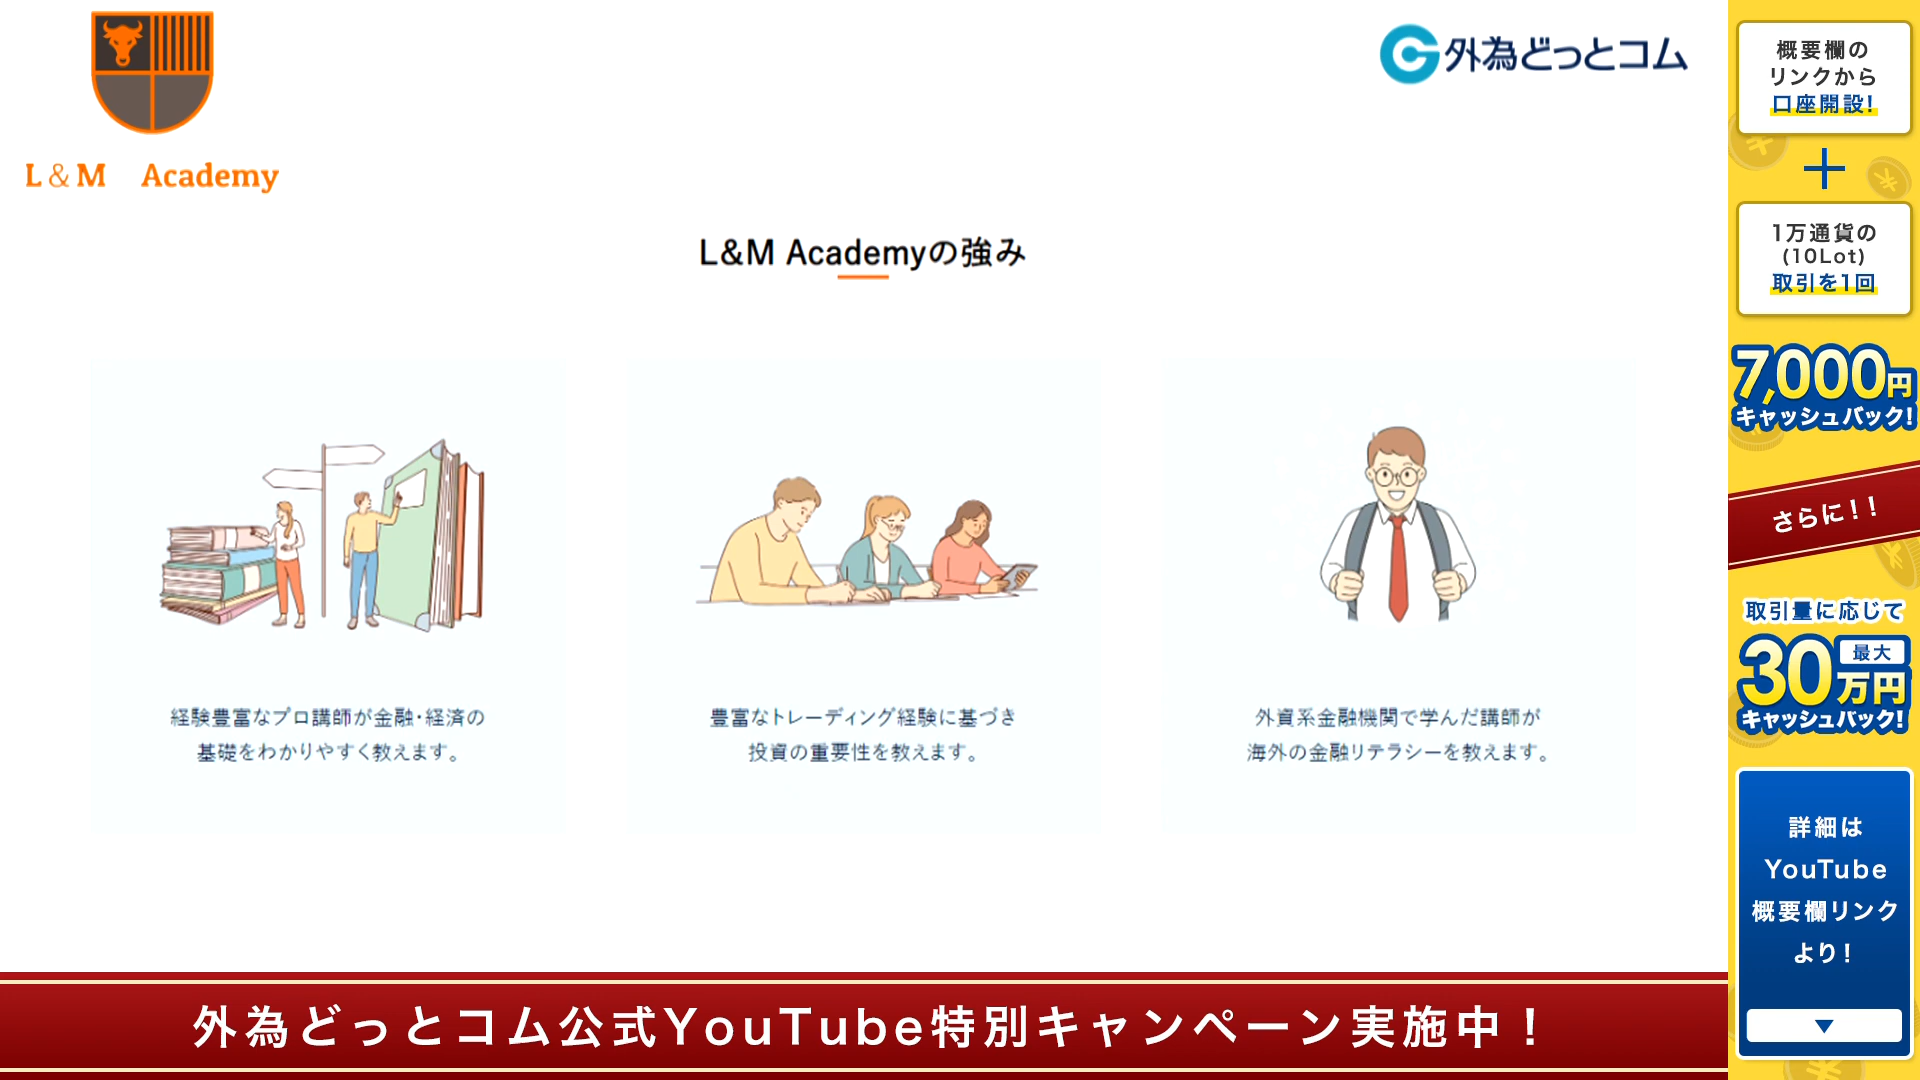 L&M Academy
外為どっとコム
L&M Academyの強み
経験豊富なプロ講師が金融・経済の
基礎をわかりやすく教えます。
豊富なトレーディング経験に基づき
投資の重要性を教えます。
外資系金融機関で学んだ講師が
海外の金融リテラシーを教えます。
外為どっとコム公式YouTube特別キャンペーン実施中！
概要欄の
リンクから
口座開設!
+
1万通貨の
(10Lot)
取引を1回
7,000円
キャッシュバック!
さらに!!
取引量に応じて
最大
30万円
キャッシュバック!
詳細は
YouTube
概要欄リンク
より!